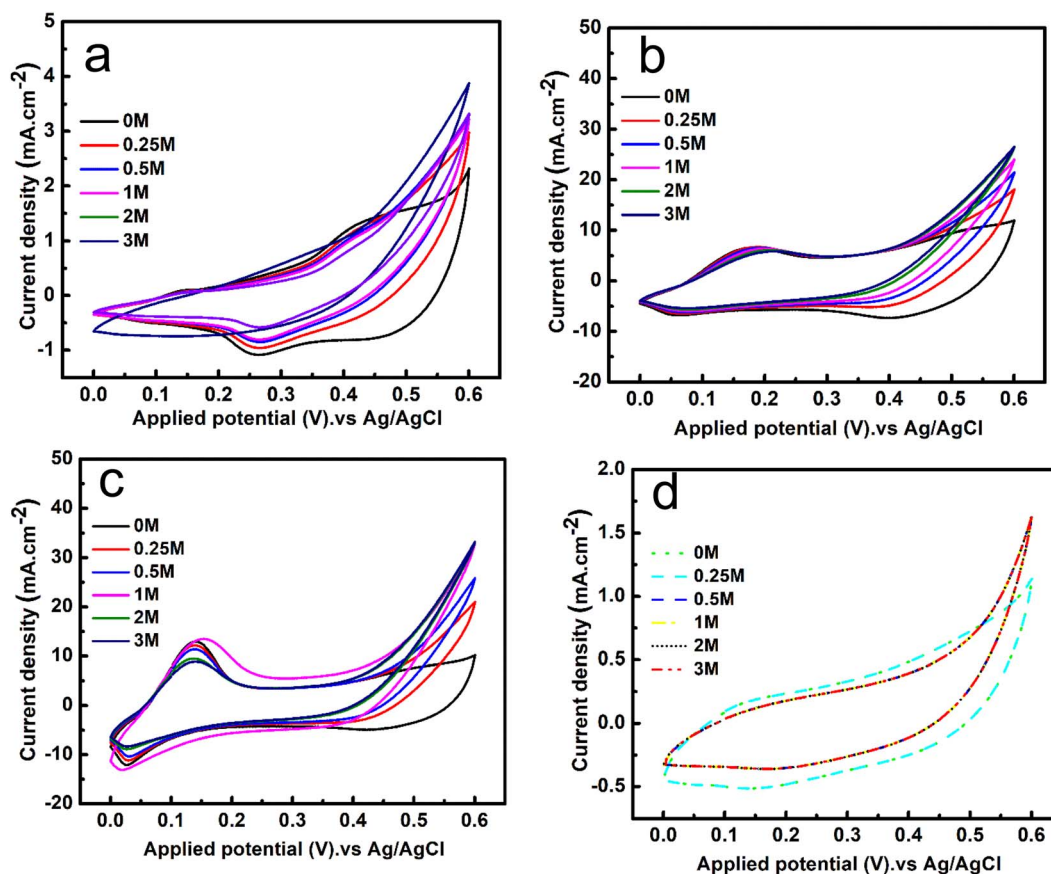 a
0M
0.25M
0.5M
1M
2M
3M
Current density (mA.cm-2)
5
4
3
2
1
0
-1
0.0 0.1 0.2 0.3 0.4 0.5 0.6
Applied potential (V).vs Ag/AgCl
b
0M
0.25M
0.5M
1M
2M
3M
Current density (mA.cm-2)
50
40
30
20
10
0
-10
-20
0.0 0.1 0.2 0.3 0.4 0.5 0.6
Applied potential (V).vs Ag/AgCl
c
0M
0.25M
0.5M
1M
2M
3M
Current density (mA.cm-2)
50
40
30
20
10
0
-10
-20
0.0 0.1 0.2 0.3 0.4 0.5 0.6
Applied potential (V).vs Ag/AgCl
d
0M
0.25M
0.5M
1M
2M
3M
Current density (mA.cm-2)
2.0
1.5
1.0
0.5
0.0
-0.5
0.0 0.1 0.2 0.3 0.4 0.5 0.6
Applied potential (V).vs Ag/AgCl